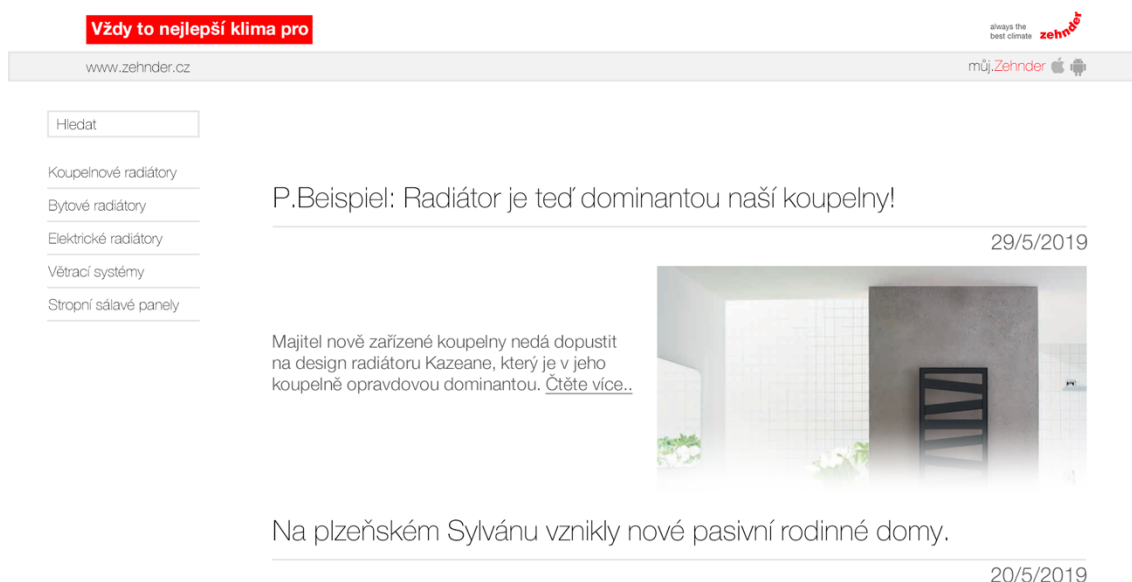 Vždy to nejlepší klima pro
always the
best climate zehnder
www.zehnder.cz
můj.Zehnder
Hledat
Koupelnové radiátory
Bytové radiátory
Elektrické radiátory
Větrací systémy
Stropní sálavé panely
P.Beispiel: Radiátor je teď dominantou naší koupelny!
29/5/2019
Majitel nově zařízené koupelny nedá dopustit
na design radiátoru Kazeane, který je v jeho
koupelně opravdovou dominantou. Čtěte více..
Na plzeňském Sylvánu vznikly nové pasivní rodinné domy.
20/5/2019